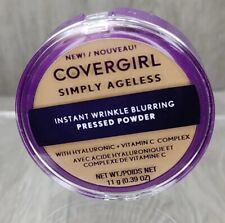 NEW! / NOUVEAU!
COVERGIRL
SIMPLY AGELESS
INSTANT WRINKLE BLURRING
PRESSED POWDER
WITH HYALURONIC + VITAMIN C COMPLEX
AVEC ACIDE HYALURONIQUE ET
COMPLEXE DE VITAMINE C
NET WT./POIDS NET
11 g (0.39 OZ)